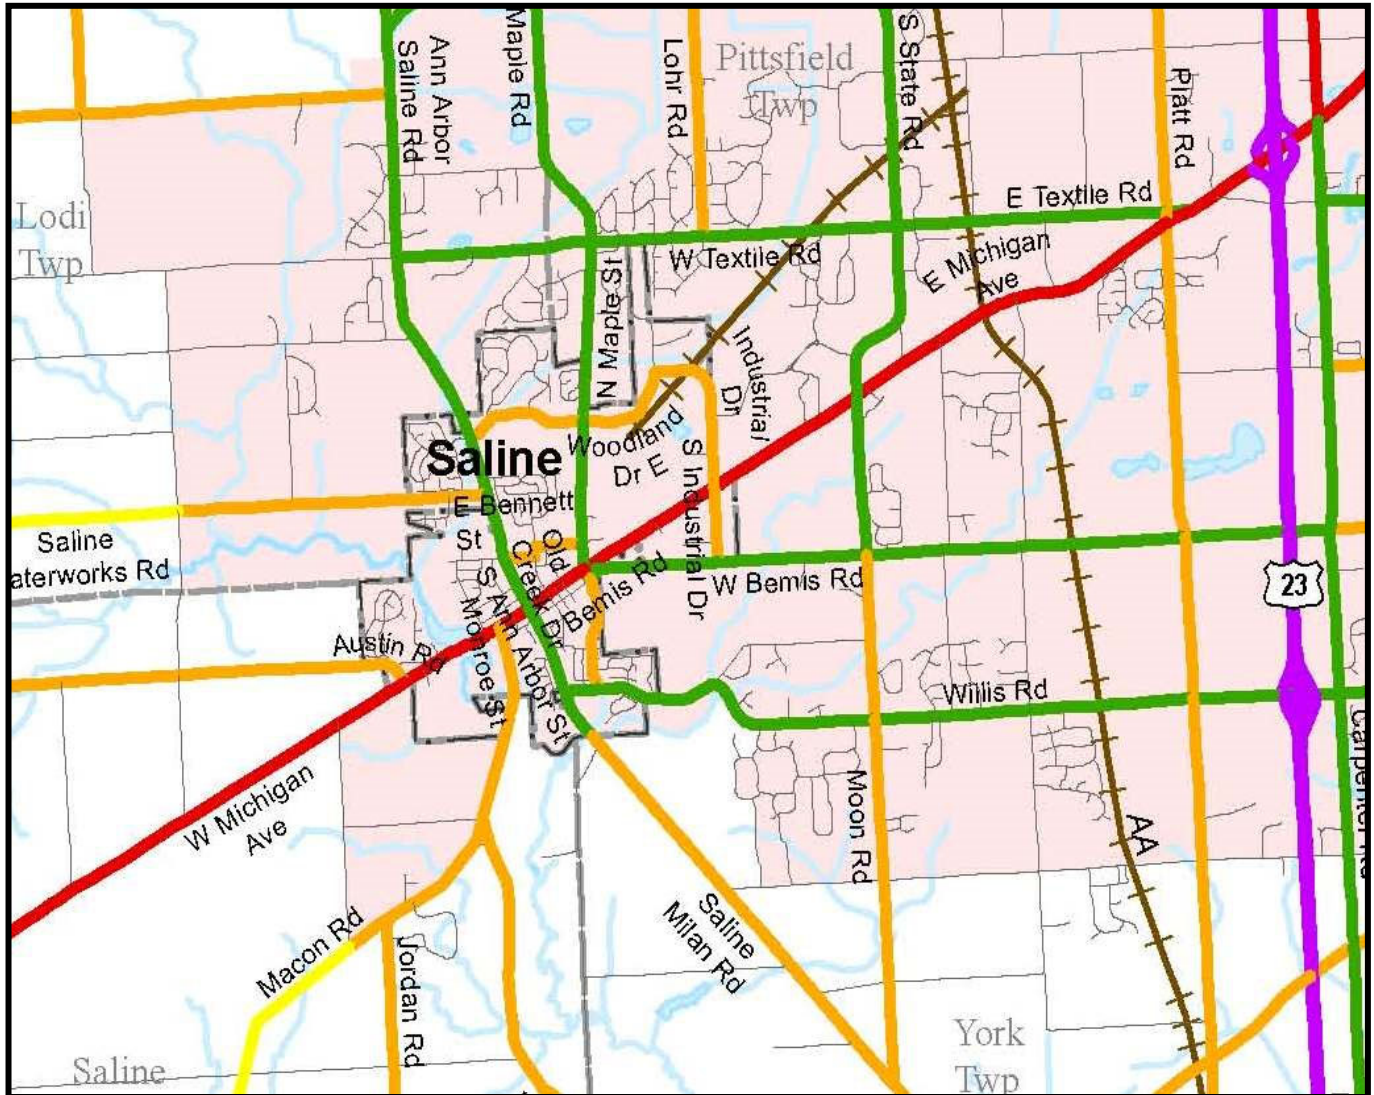 Saline Rd
Ann Arbor
Maple Rd
Lohr Rd
Pittsfield
Twp
S State Rd
Platt Rd
E Textile Rd
Lodi
Twp
W Textile Rd
E Michigan
Ave
N Maple St
Industrial
Dr
Woodland
Dr E
Saline
S Industrial Dr
E Bennett
St
Saline
aterworks Rd
Old
Creek Dr
Bemis Rd
W Bemis Rd
23
S Ann Arbor St
Monroe St
Austin Rd
Willis Rd
Carpenter Rd
W Michigan
Ave
Moon Rd
AA
Saline
Milan Rd
Macon Rd
Jordan Rd
York
Twp
Saline